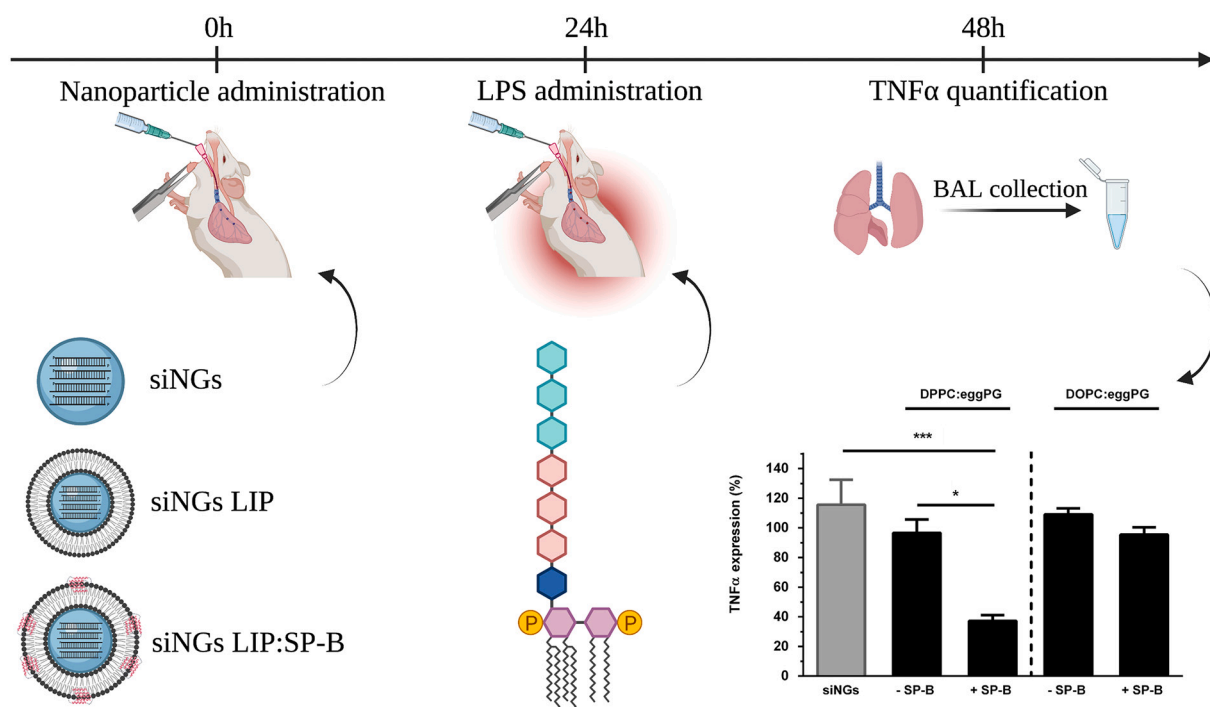 0h
24h
48h
Nanoparticle administration
LPS administration
TNFα quantification
BAL collection
siNGs
siNGs LIP
siNGs LIP:SP-B
P
P
DPPC:eggPG
DOPC:eggPG
***
*
TNFα expression (%)
140
120
100
80
60
40
20
0
siNGs
- SP-B
+ SP-B
- SP-B
+ SP-B